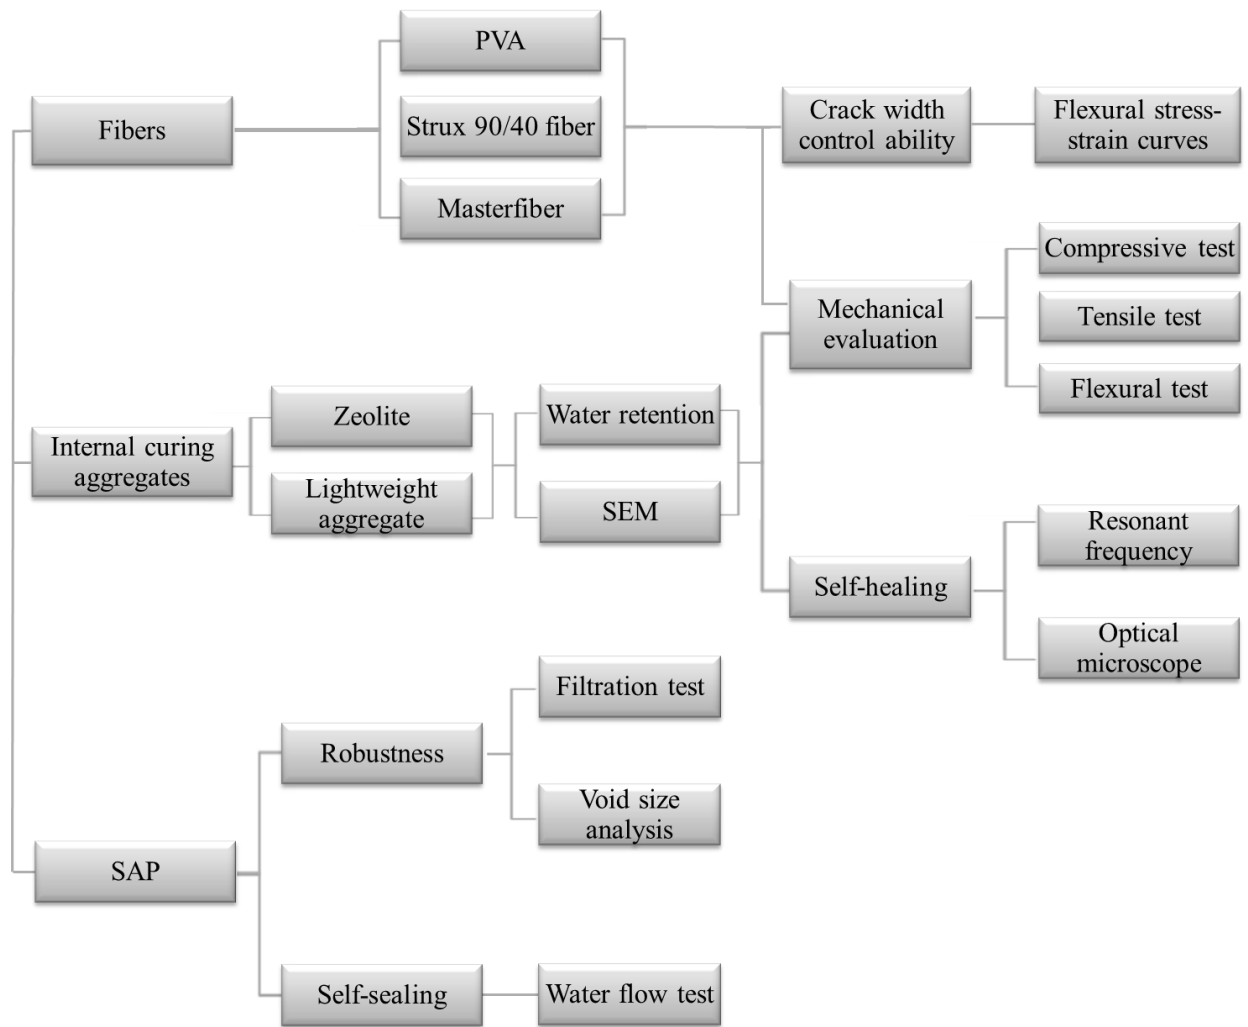 PVA
Fibers
Strux 90/40 fiber
Masterfiber
Crack width
control ability
Flexural stress-
strain curves
Mechanical
evaluation
Compressive test
Tensile test
Flexural test
Internal curing
aggregates
Zeolite
Lightweight
aggregate
Water retention
SEM
Self-healing
Resonant
frequency
Optical
microscope
SAP
Robustness
Filtration test
Void size
analysis
Self-sealing
Water flow test